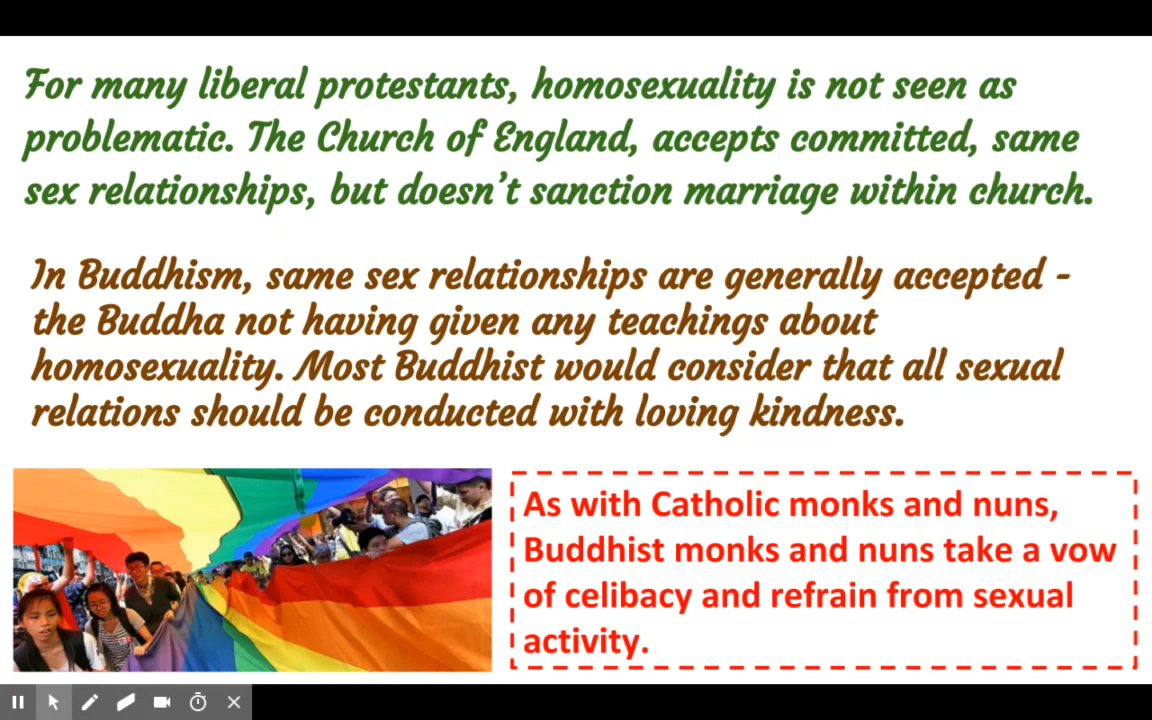 For many liberal protestants, homosexuality is not seen as
problematic. The Church of England, accepts committed, same
sex relationships, but doesn't sanction marriage within church.
In Buddhism, same sex relationships are generally accepted -
the Buddha not having given any teachings about
homosexuality. Most Buddhist would consider that all sexual
relations should be conducted with loving kindness.
As with Catholic monks and nuns,
Buddhist monks and nuns take a vow
of celibacy and refrain from sexual
activity.